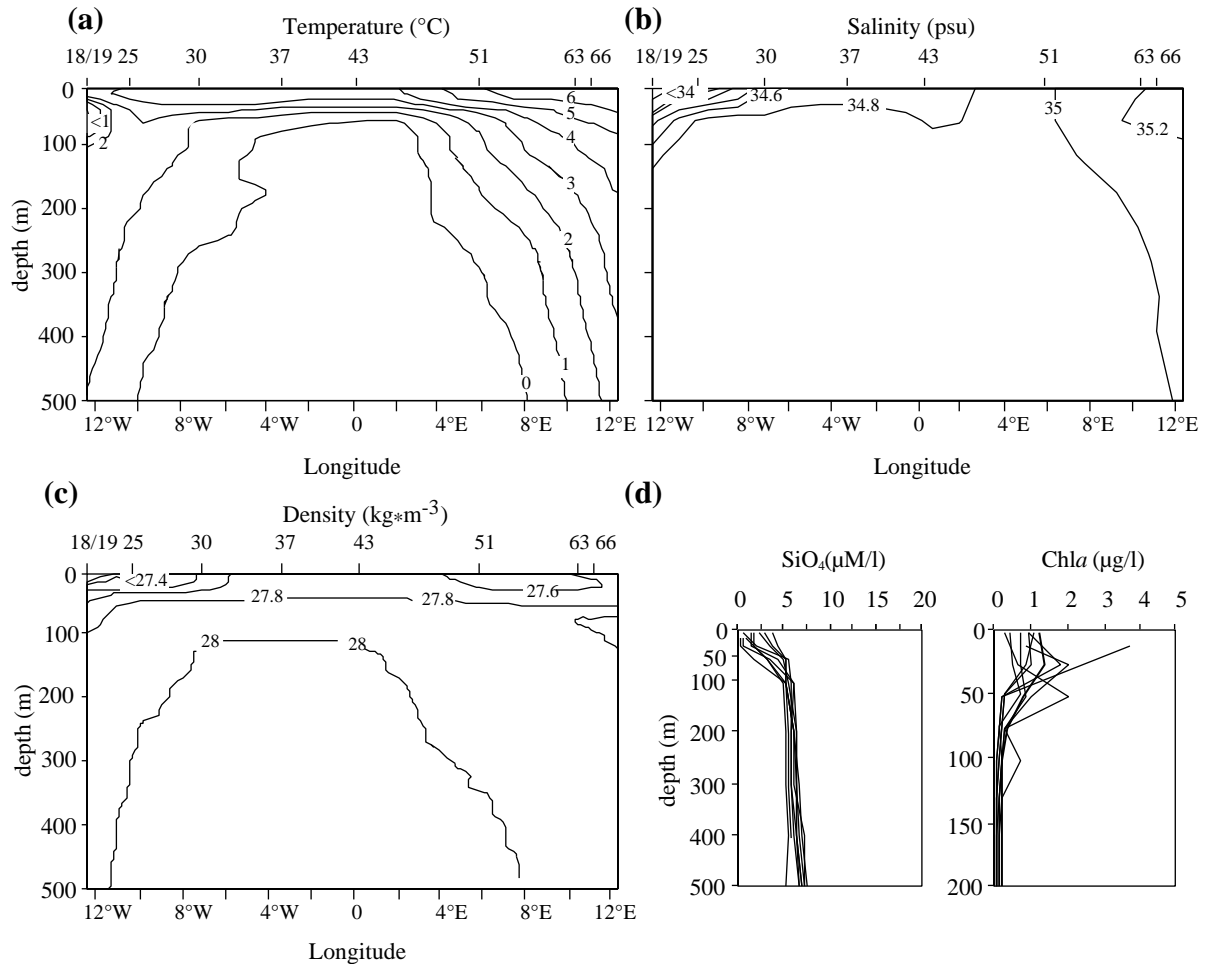 (a)
Temperature (°C)
18/19 25 30 37 43 51 63 66
0
100
200
300
400
500
depth (m)
<1
2
6
5
4
3
2
1
0
12°W 8°W 4°W 0 4°E 8°E 12°E
Longitude
(b)
Salinity (psu)
18/19 25 30 37 43 51 63 66
<34
34.6
34.8
35
35.2
12°W 8°W 4°W 0 4°E 8°E 12°E
Longitude
(c)
Density (kg*m-3)
18/19 25 30 37 43 51 63 66
0
100
200
300
400
500
depth (m)
<27.4
27.6
27.8
27.8
28
28
12°W 8°W 4°W 0 4°E 8°E 12°E
Longitude
(d)
SiO4(µM/l)
0 5 10 15 20
0
50
100
200
300
400
500
depth (m)
Chla (µg/l)
0 1 2 3 4 5
0
50
100
150
200